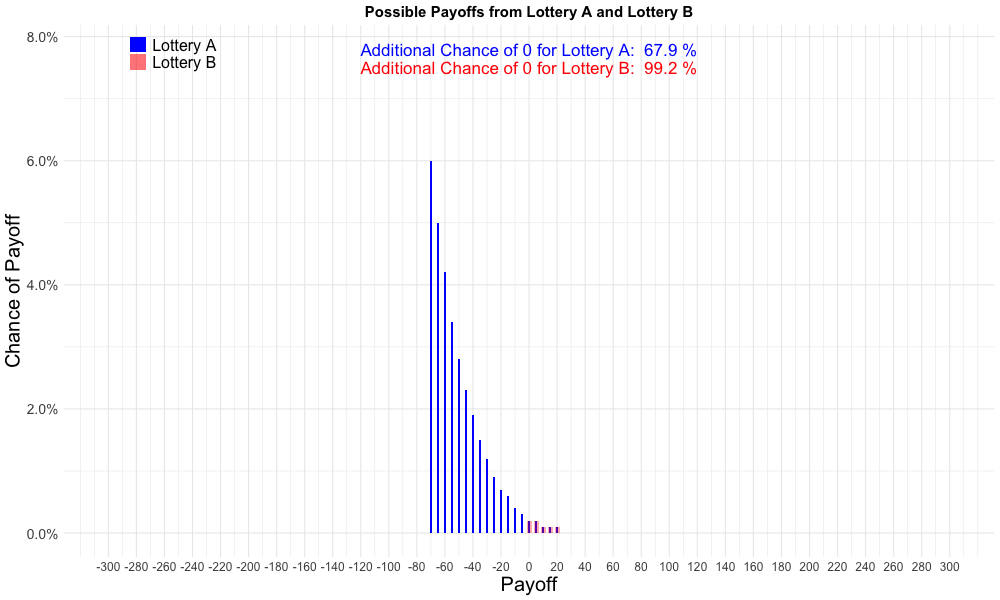 Possible Payoffs from Lottery A and Lottery B
8.0%
Lottery A
Lottery B
Additional Chance of 0 for Lottery A: 67.9 %
Additional Chance of 0 for Lottery B: 99.2 %
6.0%
4.0%
2.0%
0.0%
Chance of Payoff
-300 -280 -260 -240 -220 -200 -180 -160 -140 -120 -100 -80 -60 -40 -20 0 20 40 60 80 100 120 140 160 180 200 220 240 260 280 300
Payoff